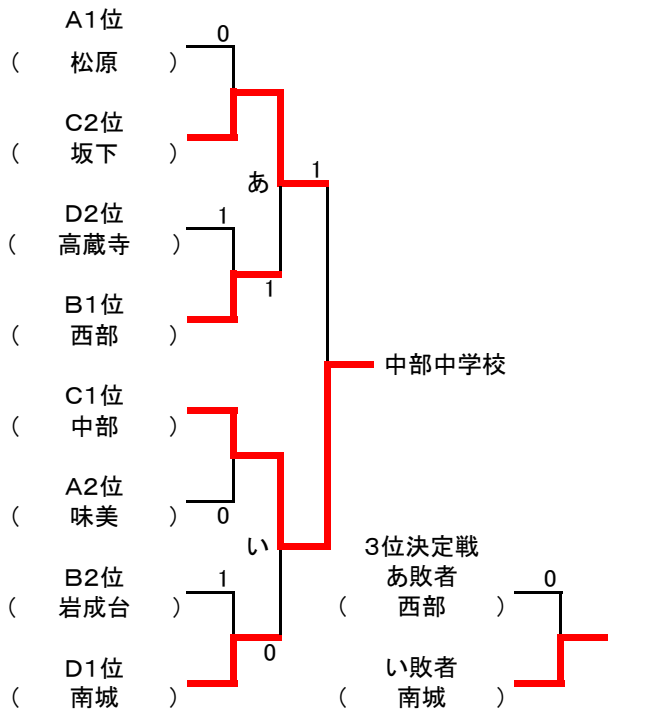 A1位
0
（ 松原 ）
C2位
（ 坂下 ）
あ
1
D2位
1
（ 高蔵寺 ）
1
B1位
（ 西部 ）
中部中学校
C1位
（ 中部 ）
A2位
（ 味美 ）
0
い
3位決定戦
B2位
1
あ敗者
0
（ 岩成台 ）
（ 西部 ）
0
D1位
い敗者
（ 南城 ）
（ 南城 ）